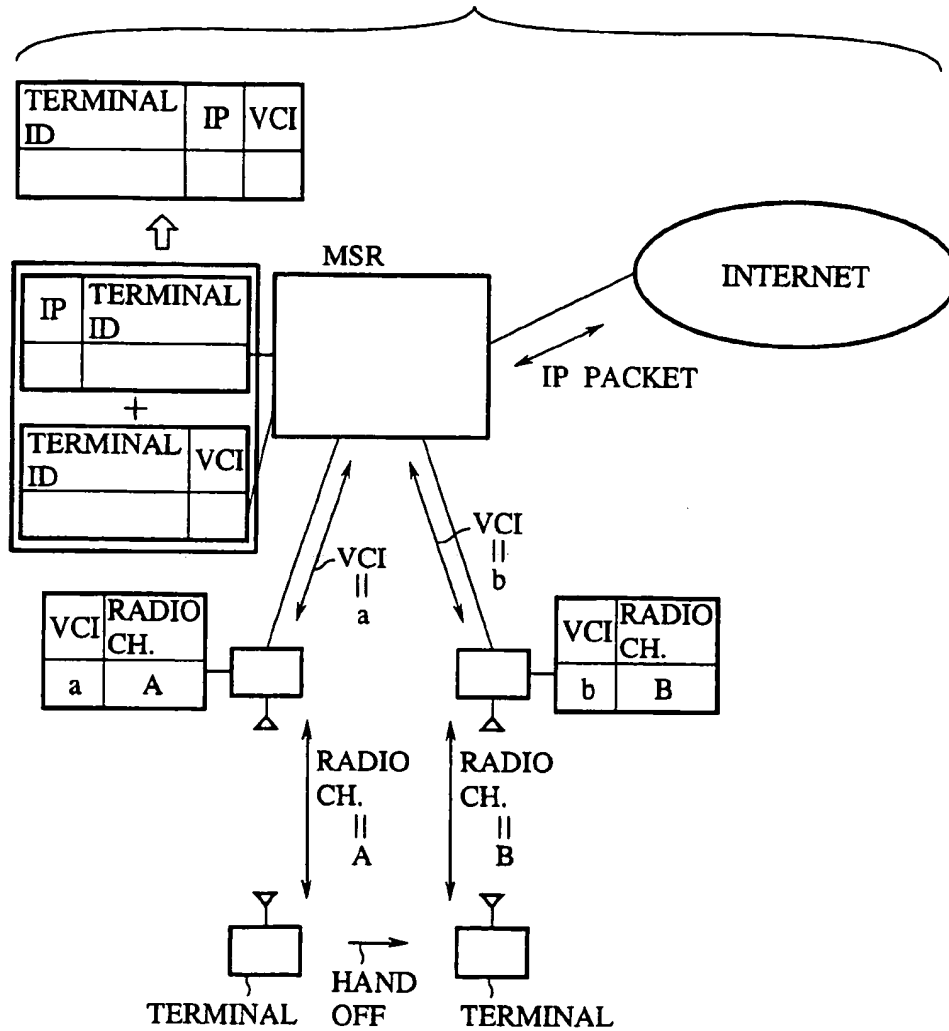 TERMINAL ID IP VCI
MSR
INTERNET
IP TERMINAL ID
IP PACKET
+
TERMINAL ID VCI
VCI = a
VCI = b
VCI RADIO CH.
a A
VCI RADIO CH.
b B
RADIO CH. = A
RADIO CH. = B
HAND OFF
TERMINAL
TERMINAL